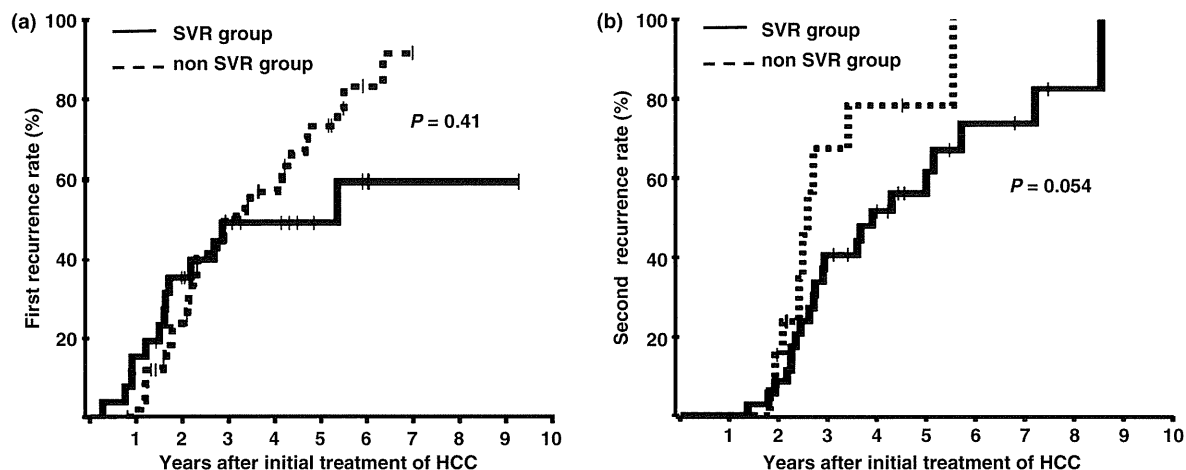 (a)
SVR group
non SVR group
P = 0.41
First recurrence rate (%)
100
80
60
40
20
1 2 3 4 5 6 7 8 9 10
Years after initial treatment of HCC
(b)
SVR group
non SVR group
P = 0.054
Second recurrence rate (%)
100
80
60
40
20
1 2 3 4 5 6 7 8 9 10
Years after initial treatment of HCC